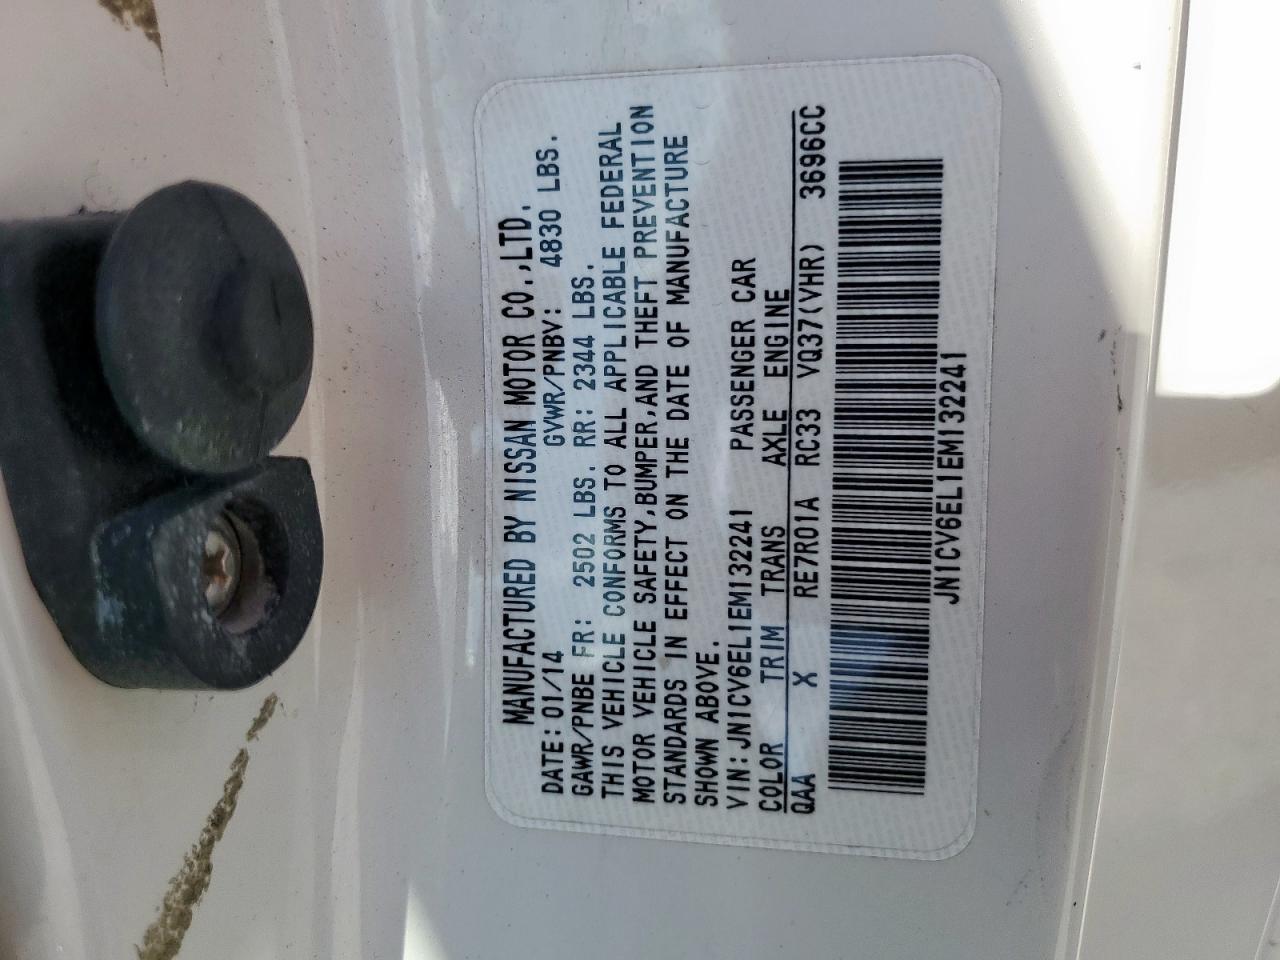 MANUFACTURED BY NISSAN MOTOR CO.,LTD.
DATE: 01/14 GVWR/PNBV: 4830 LBS.
GAWR/PNBE FR: 2502 LBS. RR: 2344 LBS.
THIS VEHICLE CONFORMS TO ALL APPLICABLE FEDERAL
MOTOR VEHICLE SAFETY,BUMPER,AND THEFT PREVENTION
STANDARDS IN EFFECT ON THE DATE OF MANUFACTURE
SHOWN ABOVE.
VIN:JN1CV6EL1EM132241 PASSENGER CAR
COLOR TRIM TRANS AXLE ENGINE
QAA X RE7R01A RC33 VQ37(VHR) 3696CC
JN1CV6EL1EM132241